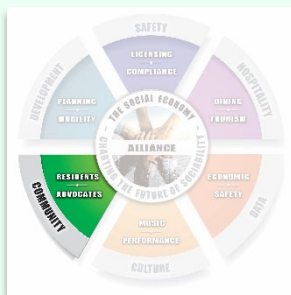 SAFETY
LICENSING
COMPLIANCE
HOSPITALITY
DINING
TOURISM
DATA
ECONOMIC
SAFETY
CULTURE
MUSIC
PERFORMANCE
COMMUNITY
RESIDENTS
ADVOCATES
DEVELOPMENT
PLANNING
MOBILITY
THE SOCIAL ECONOMY
ALLIANCE
CHARTING THE FUTURE OF SOCIABILITY